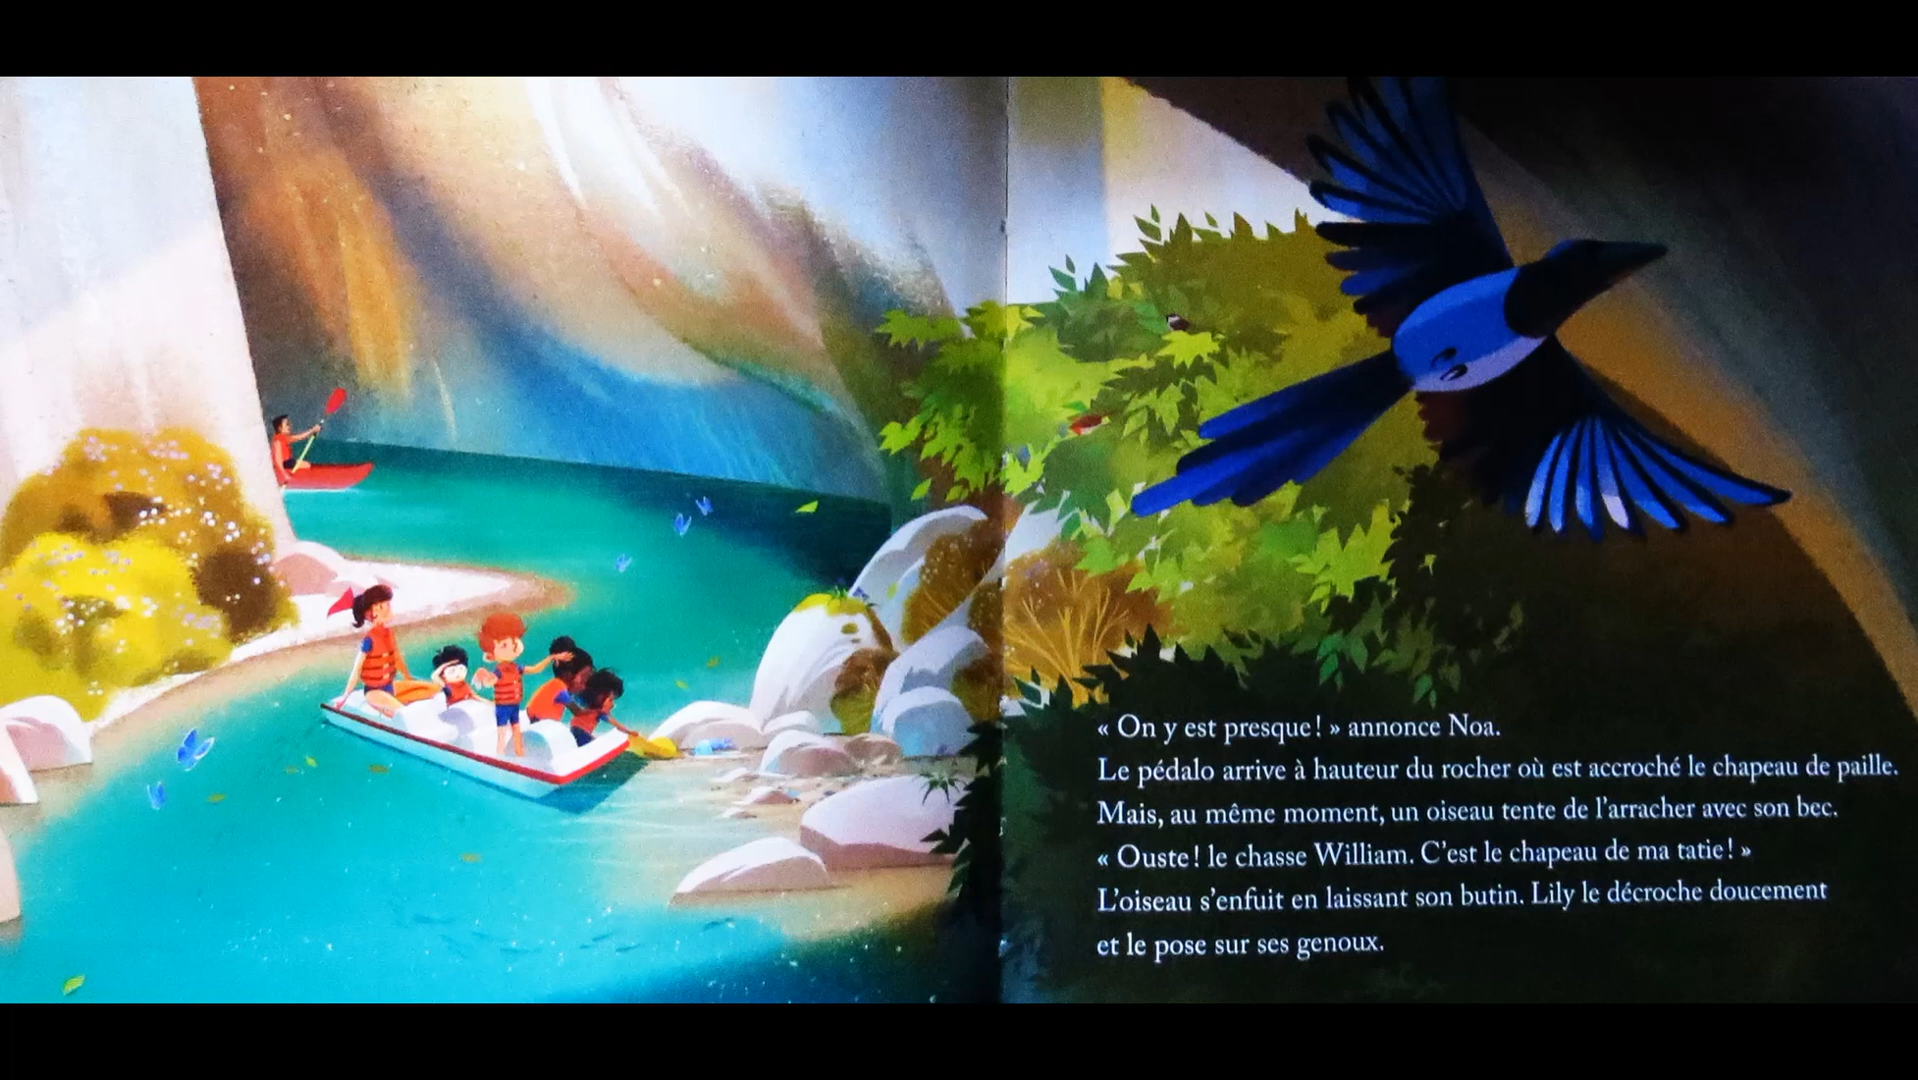 « On y est presque ! » annonce Noa.
Le pédalo arrive à hauteur du rocher où est accroché le chapeau de paille.
Mais, au même moment, un oiseau tente de l'arracher avec son bec.
« Ouste ! le chasse William. C'est le chapeau de ma tatie ! »
L'oiseau s'enfuit en laissant son butin. Lily le décroche doucement
et le pose sur ses genoux.